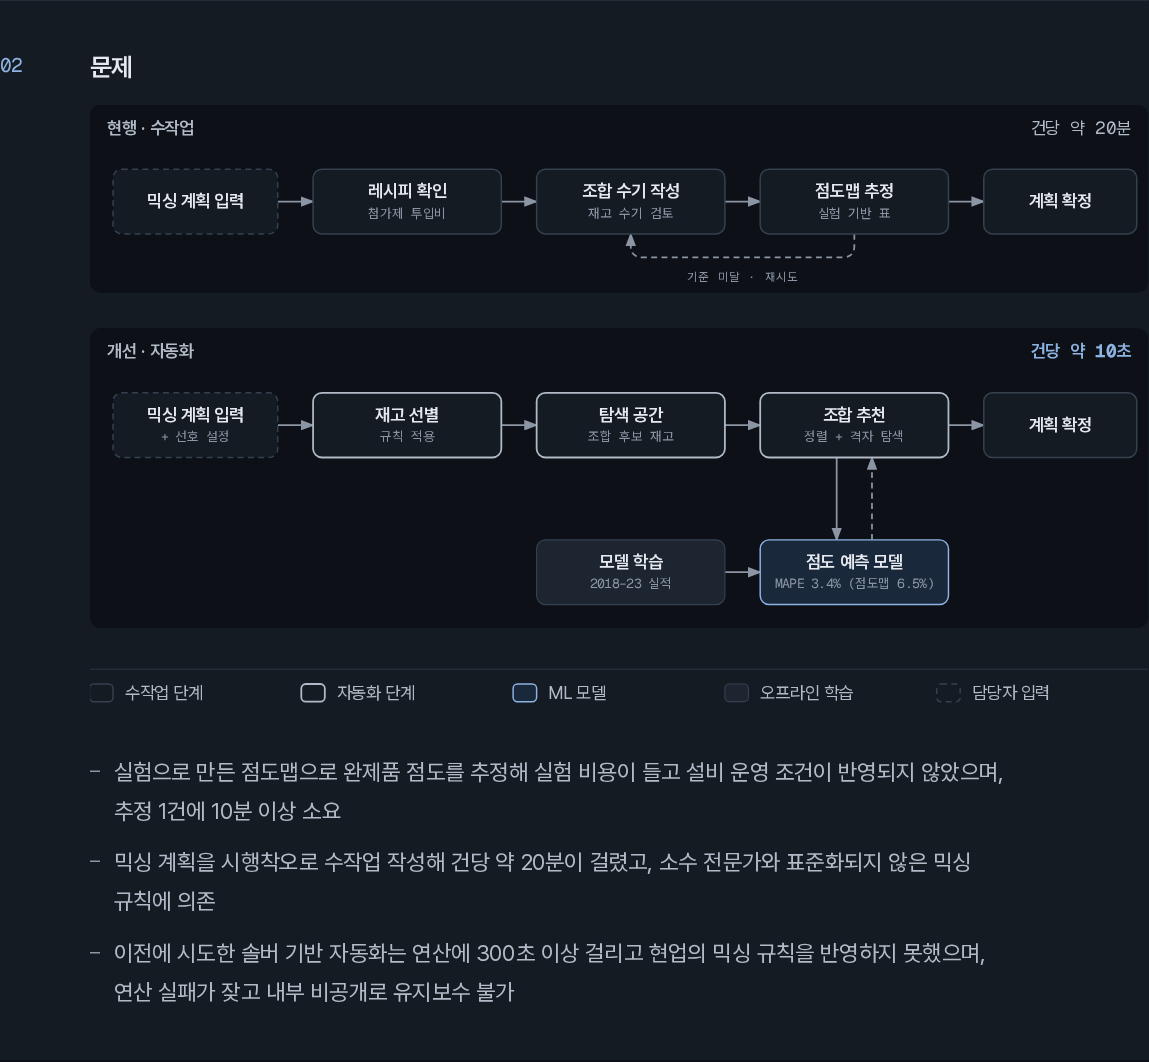 02
문제
현행 · 수작업
건당 약 20분
믹싱 계획 입력
레시피 확인
첨가제 투입비
조합 수기 작성
재고 수기 검토
점도맵 추정
실험 기반 표
계획 확정
기준 미달 · 재시도
개선 · 자동화
건당 약 10초
믹싱 계획 입력
+ 선호 설정
재고 선별
규칙 적용
탐색 공간
조합 후보 재고
조합 추천
정렬 + 격자 탐색
계획 확정
모델 학습
2018-23 실적
점도 예측 모델
MAPE 3.4% (점도맵 6.5%)
수작업 단계
자동화 단계
ML 모델
오프라인 학습
담당자 입력
– 실험으로 만든 점도맵으로 완제품 점도를 추정해 실험 비용이 들고 설비 운영 조건이 반영되지 않았으며,
추정 1건에 10분 이상 소요
– 믹싱 계획을 시행착오로 수작업 작성해 건당 약 20분이 걸렸고, 소수 전문가와 표준화되지 않은 믹싱
규칙에 의존
– 이전에 시도한 솔버 기반 자동화는 연산에 300초 이상 걸리고 현업의 믹싱 규칙을 반영하지 못했으며,
연산 실패가 잦고 내부 비공개로 유지보수 불가